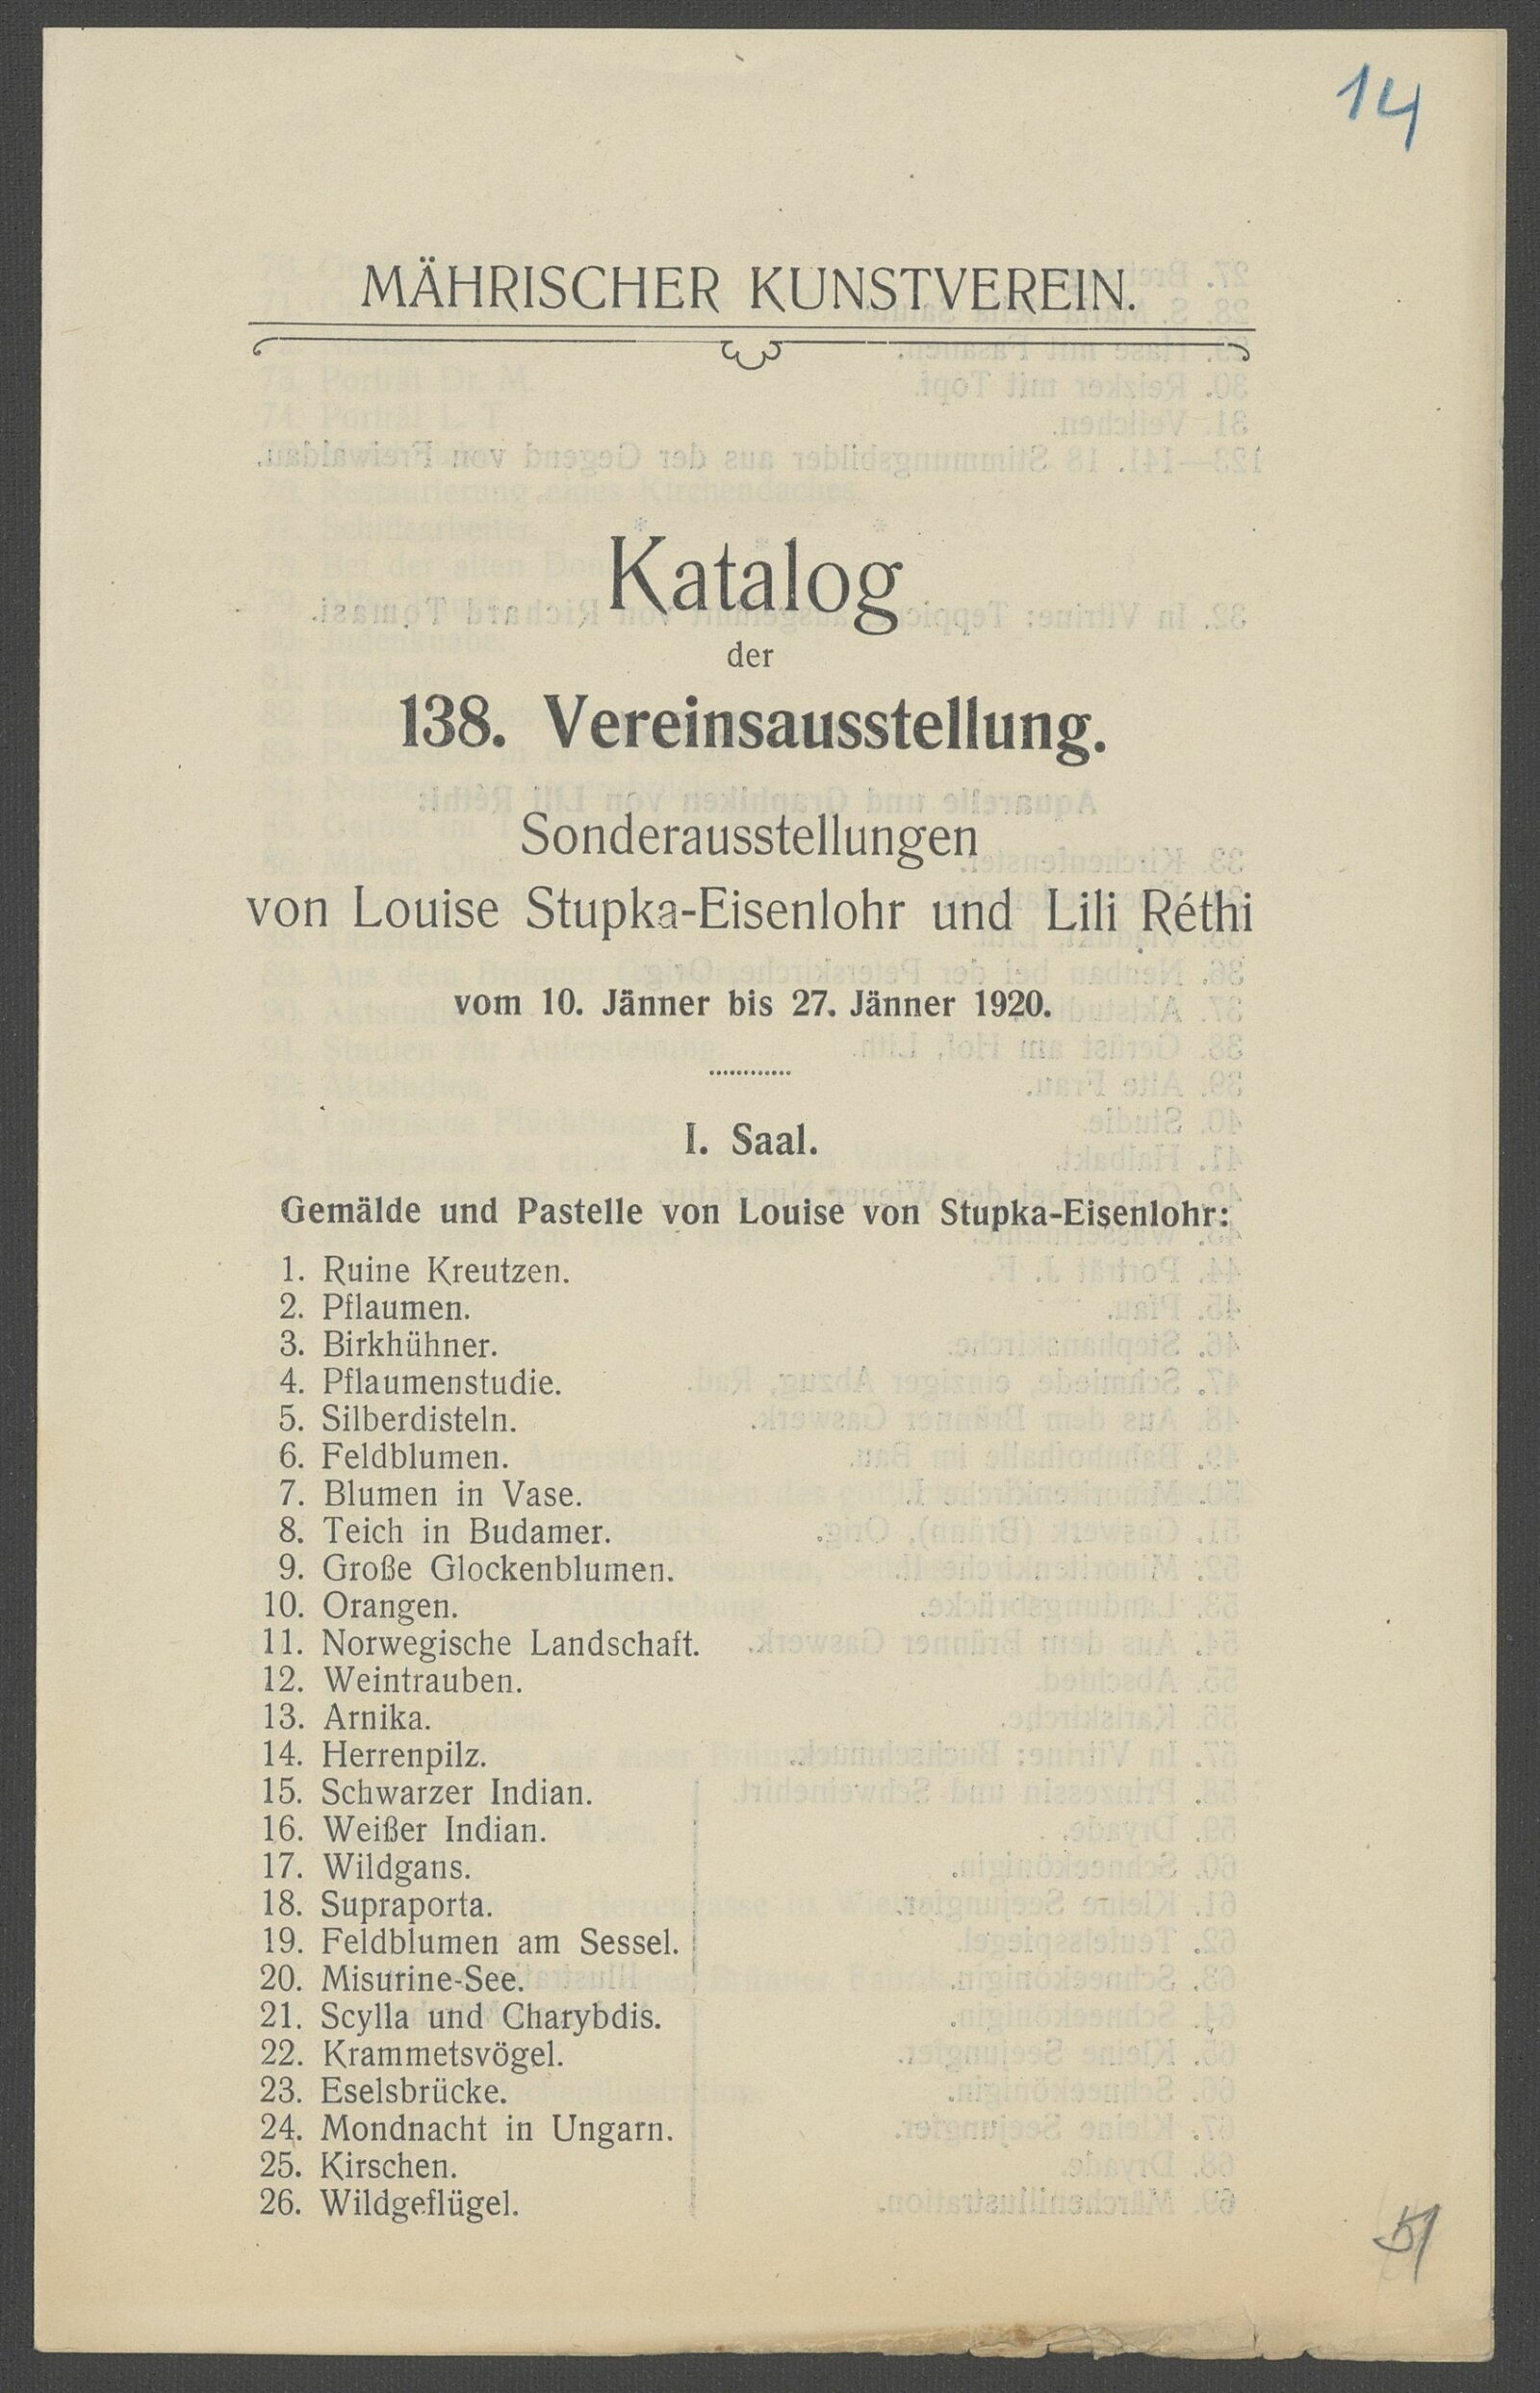 14
MÄHRISCHER KUNSTVEREIN.
Katalog
der
138. Vereinsausstellung.
Sonderausstellungen
von Louise Stupka-Eisenlohr und Lili Réthi
vom 10. Jänner bis 27. Jänner 1920.
............
I. Saal.
Gemälde und Pastelle von Louise von Stupka-Eisenlohr:
1. Ruine Kreutzen.
2. Pflaumen.
3. Birkhühner.
4. Pflaumenstudie.
5. Silberdisteln.
6. Feldblumen.
7. Blumen in Vase.
8. Teich in Budamer.
9. Große Glockenblumen.
10. Orangen.
11. Norwegische Landschaft.
12. Weintrauben.
13. Arnika.
14. Herrenpilz.
15. Schwarzer Indian.
16. Weißer Indian.
17. Wildgans.
18. Supraporta.
19. Feldblumen am Sessel.
20. Misurine-See.
21. Scylla und Charybdis.
22. Krammetsvögel.
23. Eselsbrücke.
24. Mondnacht in Ungarn.
25. Kirschen.
26. Wildgeflügel.